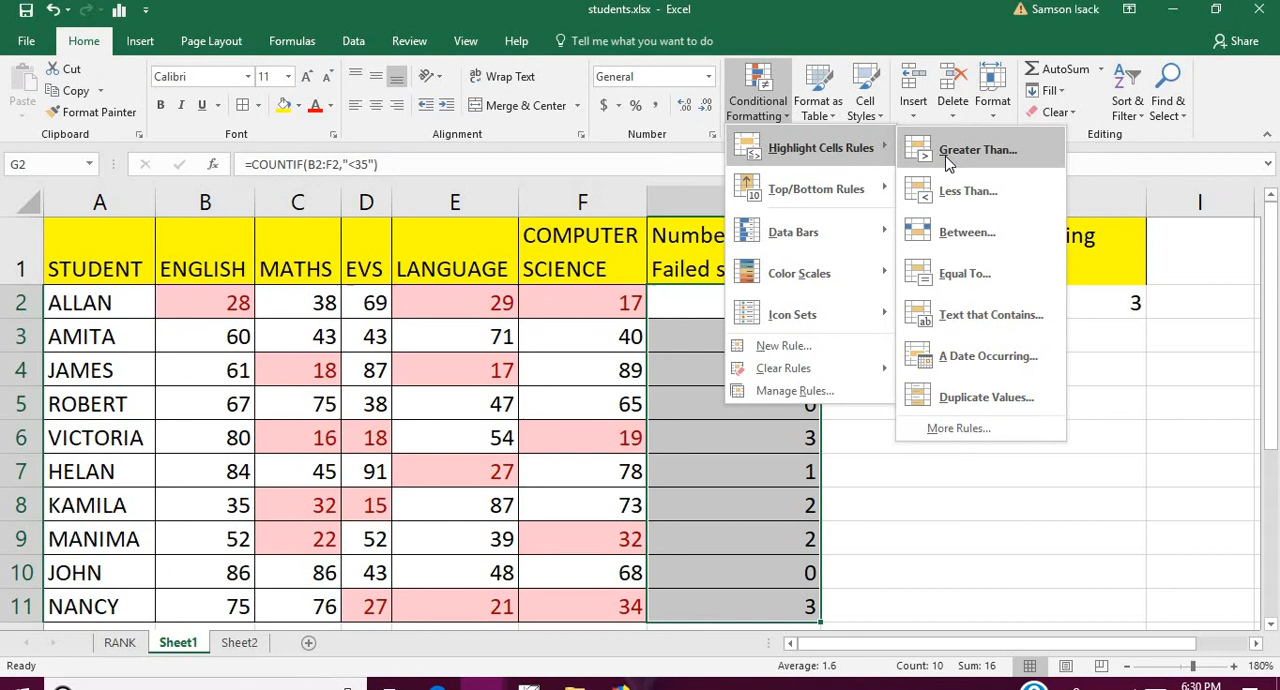 students.xlsx - Excel
Samson Isack
File Home Insert Page Layout Formulas Data Review View Help Tell me what you want to do Share
Cut
Copy
Format Painter
Paste
Clipboard
Calibri 11
B I U
Font
Wrap Text
Merge & Center
Alignment
General
$ % ,
Number
Conditional Formatting
Format as Table
Cell Styles
Insert
Delete
Format
AutoSum
Fill
Clear
Sort & Filter
Find & Select
Editing
G2 fx =COUNTIF(B2:F2,"<35")
Highlight Cells Rules
Top/Bottom Rules
Data Bars
Color Scales
Icon Sets
New Rule...
Clear Rules
Manage Rules...
Greater Than...
Less Than...
Between...
Equal To...
Text that Contains...
A Date Occurring...
Duplicate Values...
More Rules...
A B C D E F I
1 STUDENT ENGLISH MATHS EVS LANGUAGE COMPUTER SCIENCE
2 ALLAN 28 38 69 29 17 3
3 AMITA 60 43 43 71 40
4 JAMES 61 18 87 17 89
5 ROBERT 67 75 38 47 65 0
6 VICTORIA 80 16 18 54 19 3
7 HELAN 84 45 91 27 78 1
8 KAMILA 35 32 15 87 73 2
9 MANIMA 52 22 52 39 32 2
10 JOHN 86 86 43 48 68 0
11 NANCY 75 76 27 21 34 3
RANK Sheet1 Sheet2
Ready Average: 1.6 Count: 10 Sum: 16 180%
6:30 PM